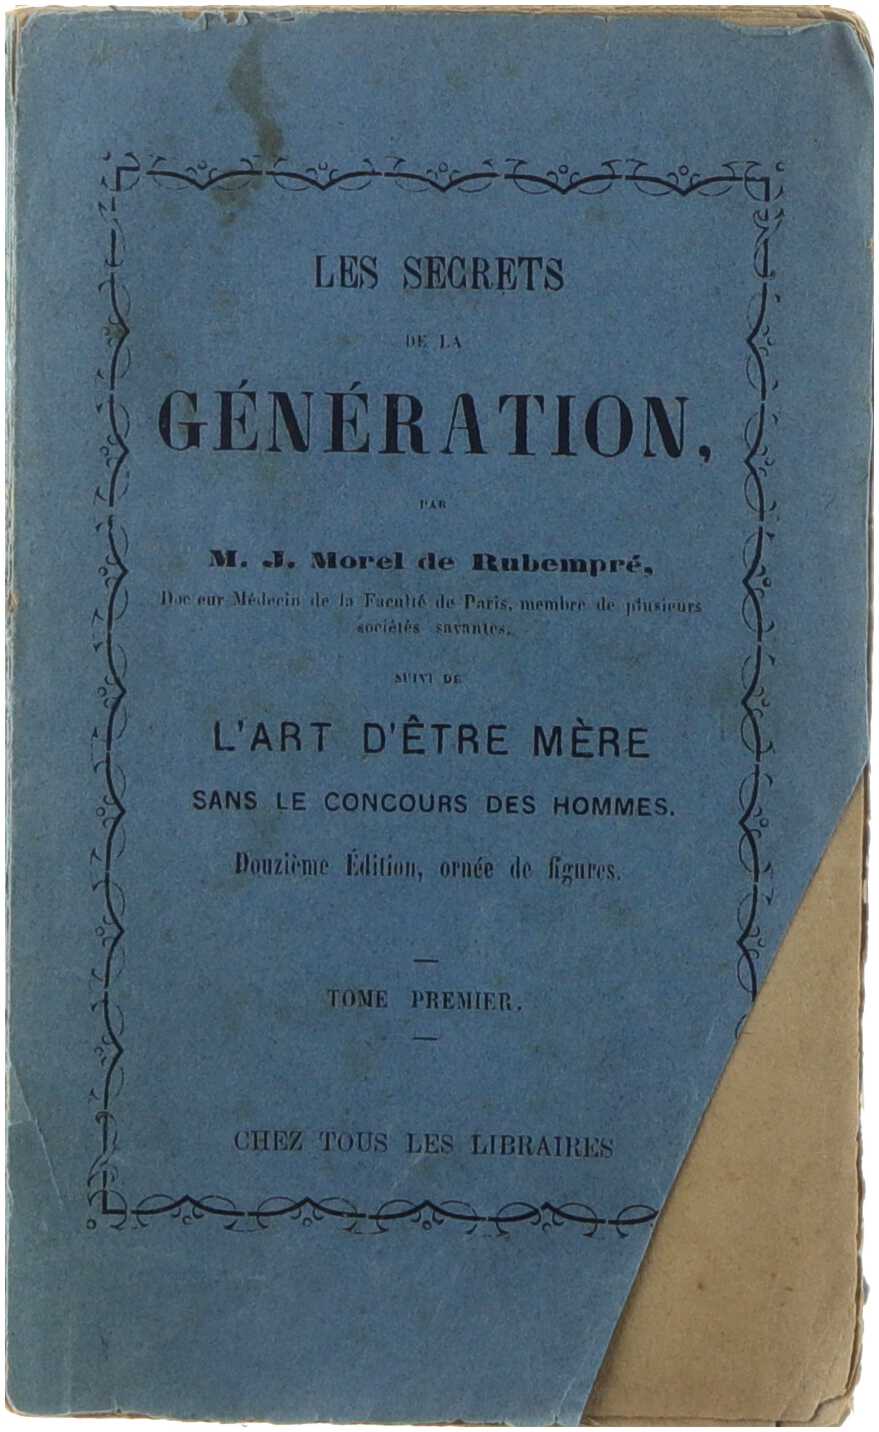 LES SECRETS
DE LA
GÉNÉRATION,
PAR
M. J. Morel de Rubempré,
Doc eur Médecin de la Faculté de Paris, membre de plusieurs
sociétés savantes,
SUIVI DE
L'ART D'ÊTRE MÈRE
SANS LE CONCOURS DES HOMMES.
Douzième Édition, ornée de figures.
TOME PREMIER.
CHEZ TOUS LES LIBRAIRES